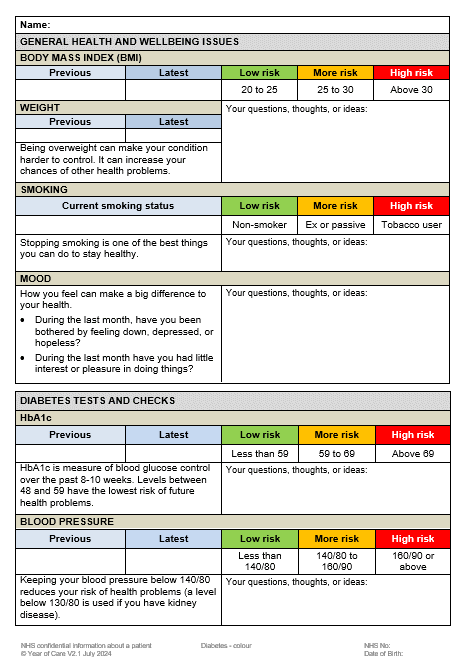 Name:
GENERAL HEALTH AND WELLBEING ISSUES
BODY MASS INDEX (BMI)
Previous Latest Low risk More risk High risk
20 to 25 25 to 30 Above 30
WEIGHT
Your questions, thoughts, or ideas:
Previous Latest
Being overweight can make your condition
harder to control. It can increase your
chances of other health problems.
SMOKING
Current smoking status Low risk More risk High risk
Non-smoker Ex or passive Tobacco user
Stopping smoking is one of the best things
you can do to stay healthy.
Your questions, thoughts, or ideas:
MOOD
How you feel can make a big difference to
your health.
• During the last month, have you been
bothered by feeling down, depressed, or
hopeless?
• During the last month have you had little
interest or pleasure in doing things?
Your questions, thoughts, or ideas:
DIABETES TESTS AND CHECKS
HbA1c
Previous Latest Low risk More risk High risk
Less than 59 59 to 69 Above 69
HbA1c is measure of blood glucose control
over the past 8-10 weeks. Levels between
48 and 59 have the lowest risk of future
health problems.
Your questions, thoughts, or ideas:
BLOOD PRESSURE
Previous Latest Low risk More risk High risk
Less than 140/80 to 160/90 or
140/80 160/90 above
Keeping your blood pressure below 140/80
reduces your risk of health problems (a level
below 130/80 is used if you have kidney
disease).
Your questions, thoughts, or ideas:
NHS confidential information about a patient Diabetes - colour NHS No:
© Year of Care V2.1 July 2024 Date of Birth: